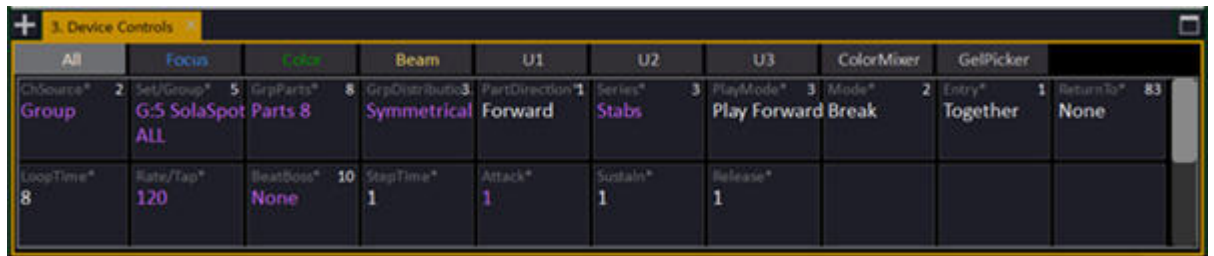 3. Device Controls
All Focus Color Beam U1 U2 U3 ColorMixer GelPicker
ChSource* 2 Set/Group* 5 GrpParts* 8 GrpDistributio 3 PartDirection* 1 Series* 3 PlayMode* 3 Mode* 2 Entry* 1 ReturnTo* 83
Group G:5 SolaSpot Parts 8 Symmetrical Forward Stabs Play Forward Break Together None
ALL
LoopTime* Rate/Tap* BeatBoss* 10 StepTime* Attack* Sustain* Release*
8 120 None 1 1 1 1